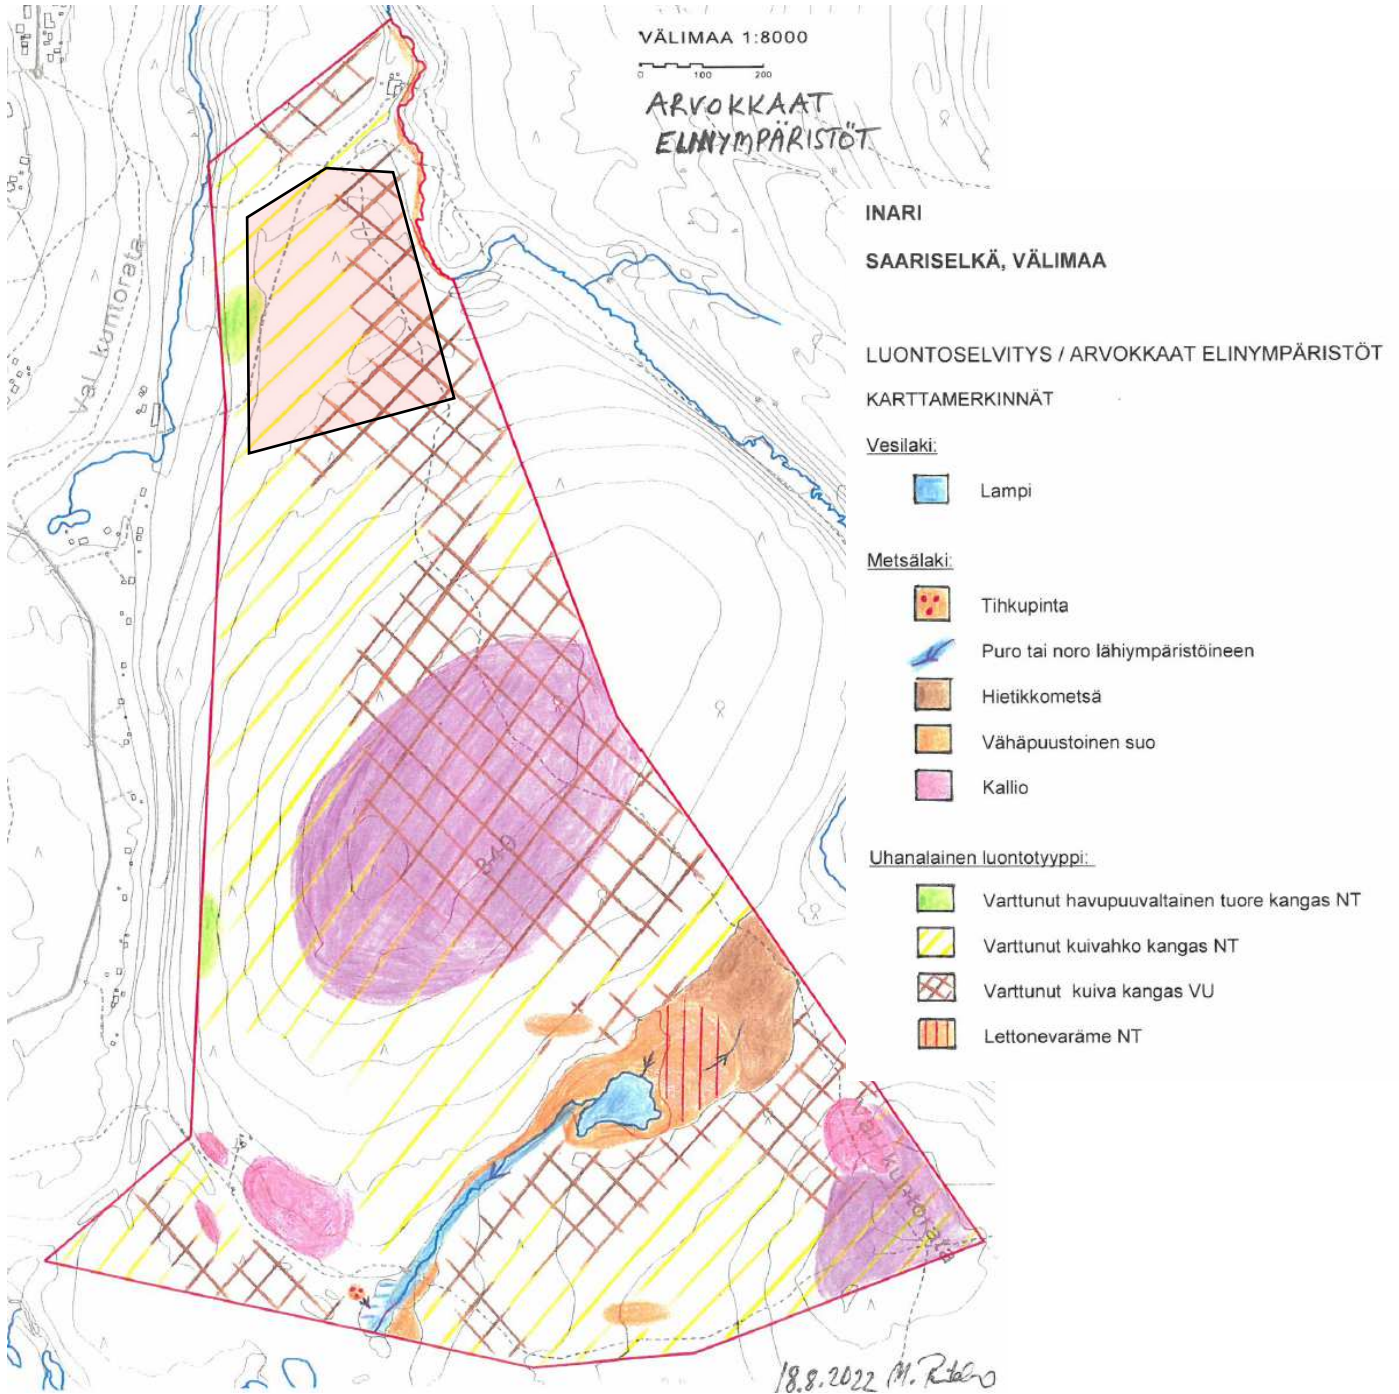 VÄLIMAA 1:8000
0 100 200
ARVOKKAAT
ELINYMPÄRISTÖT
INARI
SAARISELKÄ, VÄLIMAA
LUONTOSELVITYS / ARVOKKAAT ELINYMPÄRISTÖT
KARTTAMERKINNÄT
Vesilaki:
Lampi
Metsälaki:
Tihkupinta
Puro tai noro lähiympäristöineen
Hietikkometsä
Vähäpuustoinen suo
Kallio
Uhanalainen luontotyyppi:
Varttunut havupuuvaltainen tuore kangas NT
Varttunut kuivahko kangas NT
Varttunut kuiva kangas VU
Lettonevaräme NT
Val. kuntorata
340
Val. kuntorata
18.8.2022 M.